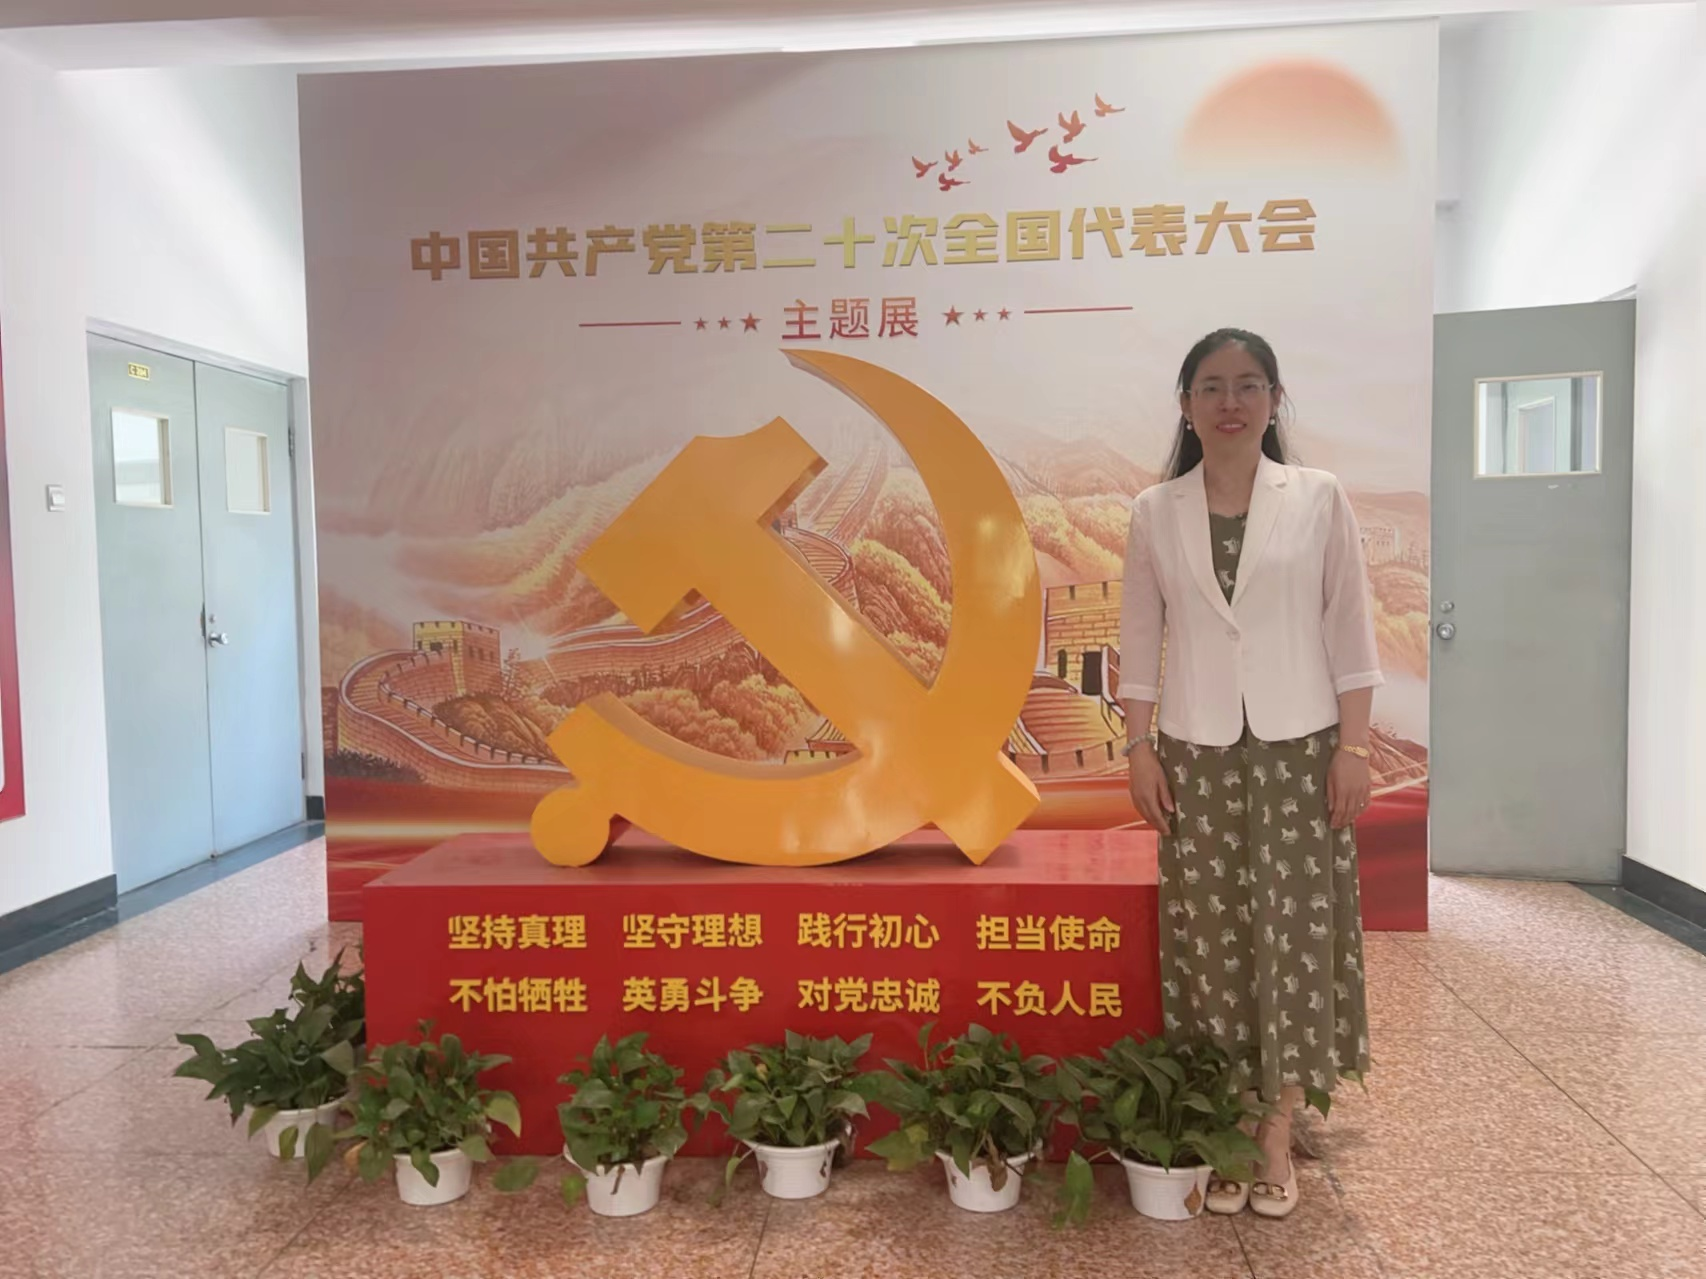 中国共产党第二十次全国代表大会
主题展
C 204
坚持真理 坚守理想 践行初心 担当使命
不怕牺牲 英勇斗争 对党忠诚 不负人民